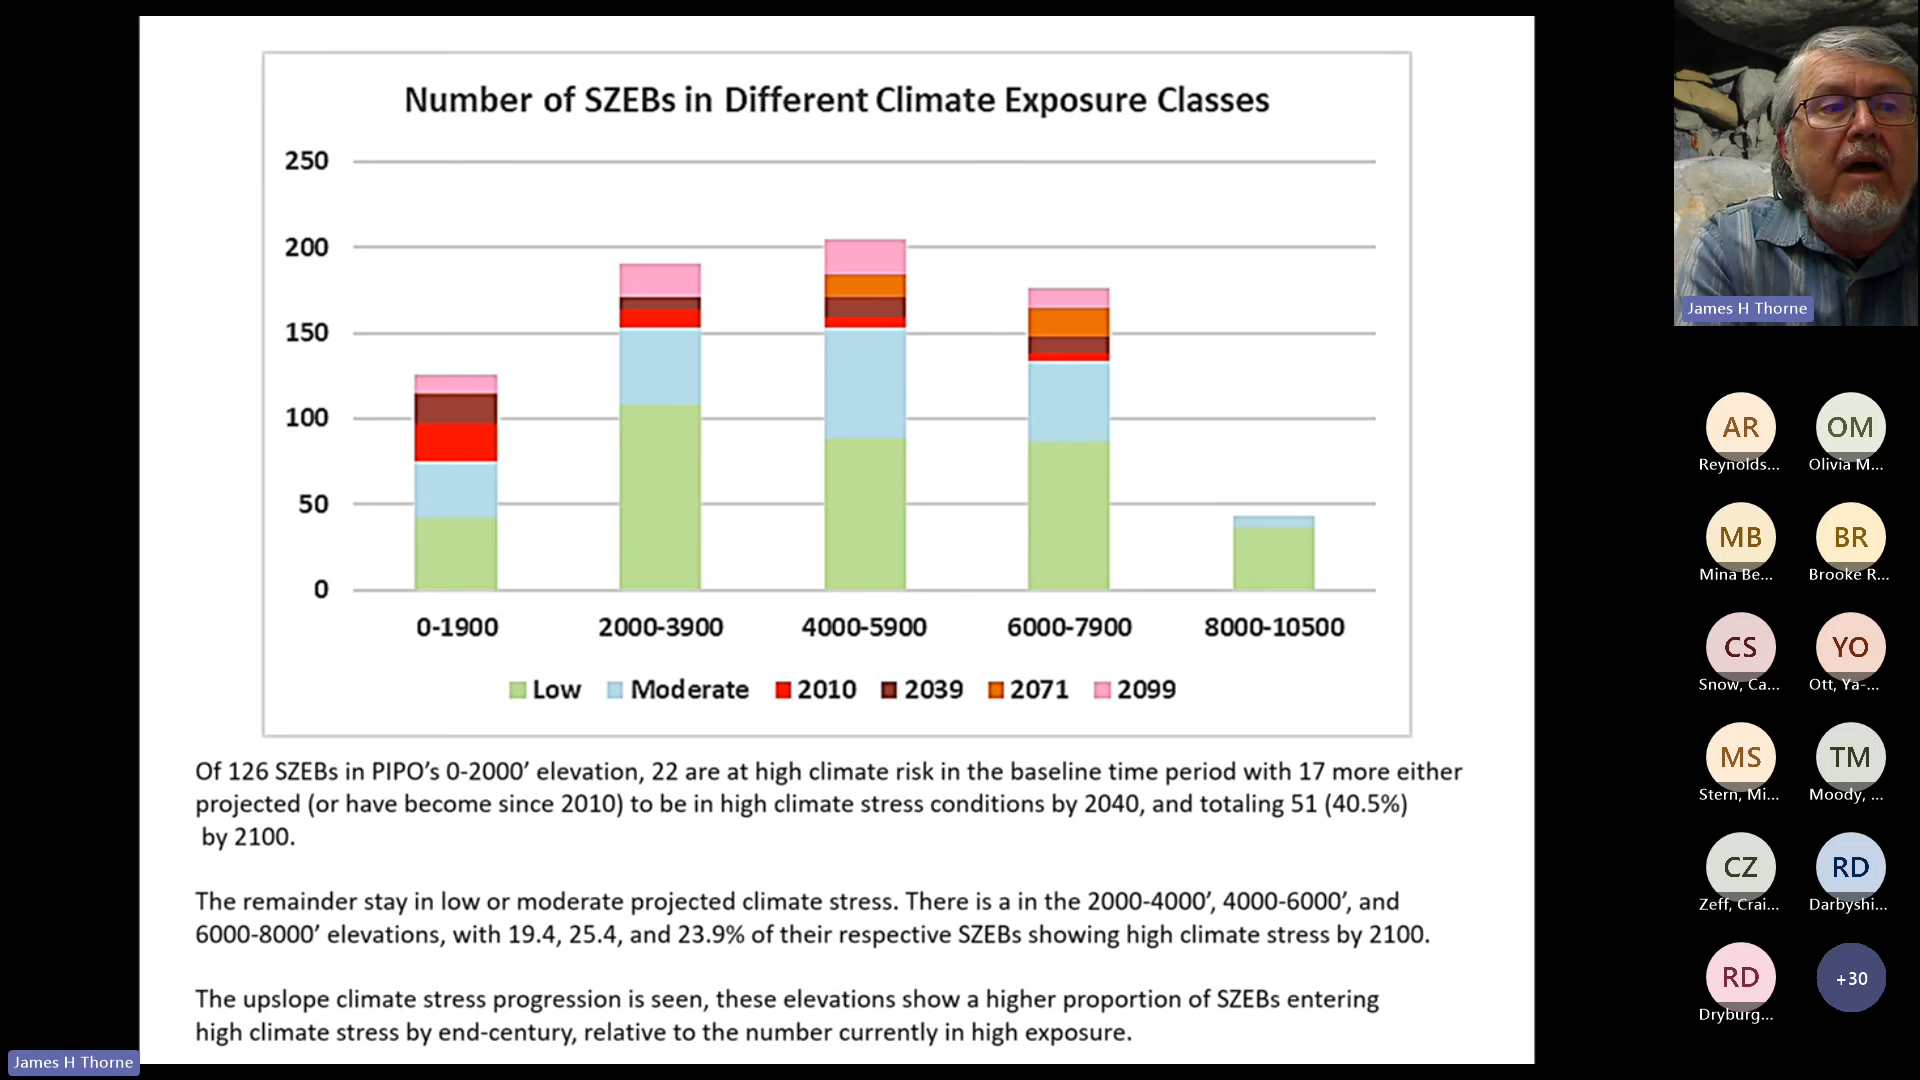 Number of SZEBs in Different Climate Exposure Classes
250
200
150
100
50
0
0-1900 2000-3900 4000-5900 6000-7900 8000-10500
Low Moderate 2010 2039 2071 2099
Of 126 SZEBs in PIPO’s 0-2000’ elevation, 22 are at high climate risk in the baseline time period with 17 more either
projected (or have become since 2010) to be in high climate stress conditions by 2040, and totaling 51 (40.5%)
by 2100.
The remainder stay in low or moderate projected climate stress. There is a in the 2000-4000’, 4000-6000’, and
6000-8000’ elevations, with 19.4, 25.4, and 23.9% of their respective SZEBs showing high climate stress by 2100.
The upslope climate stress progression is seen, these elevations show a higher proportion of SZEBs entering
high climate stress by end-century, relative to the number currently in high exposure.
James H Thorne
James H Thorne
AR OM
Reynolds... Olivia M...
MB BR
Mina Be... Brooke R...
CS YO
Snow, Ca... Ott, Ya-...
MS TM
Stern, Mi... Moody, ...
CZ RD
Zeff, Crai... Darbyshi...
RD +30
Dryburg...